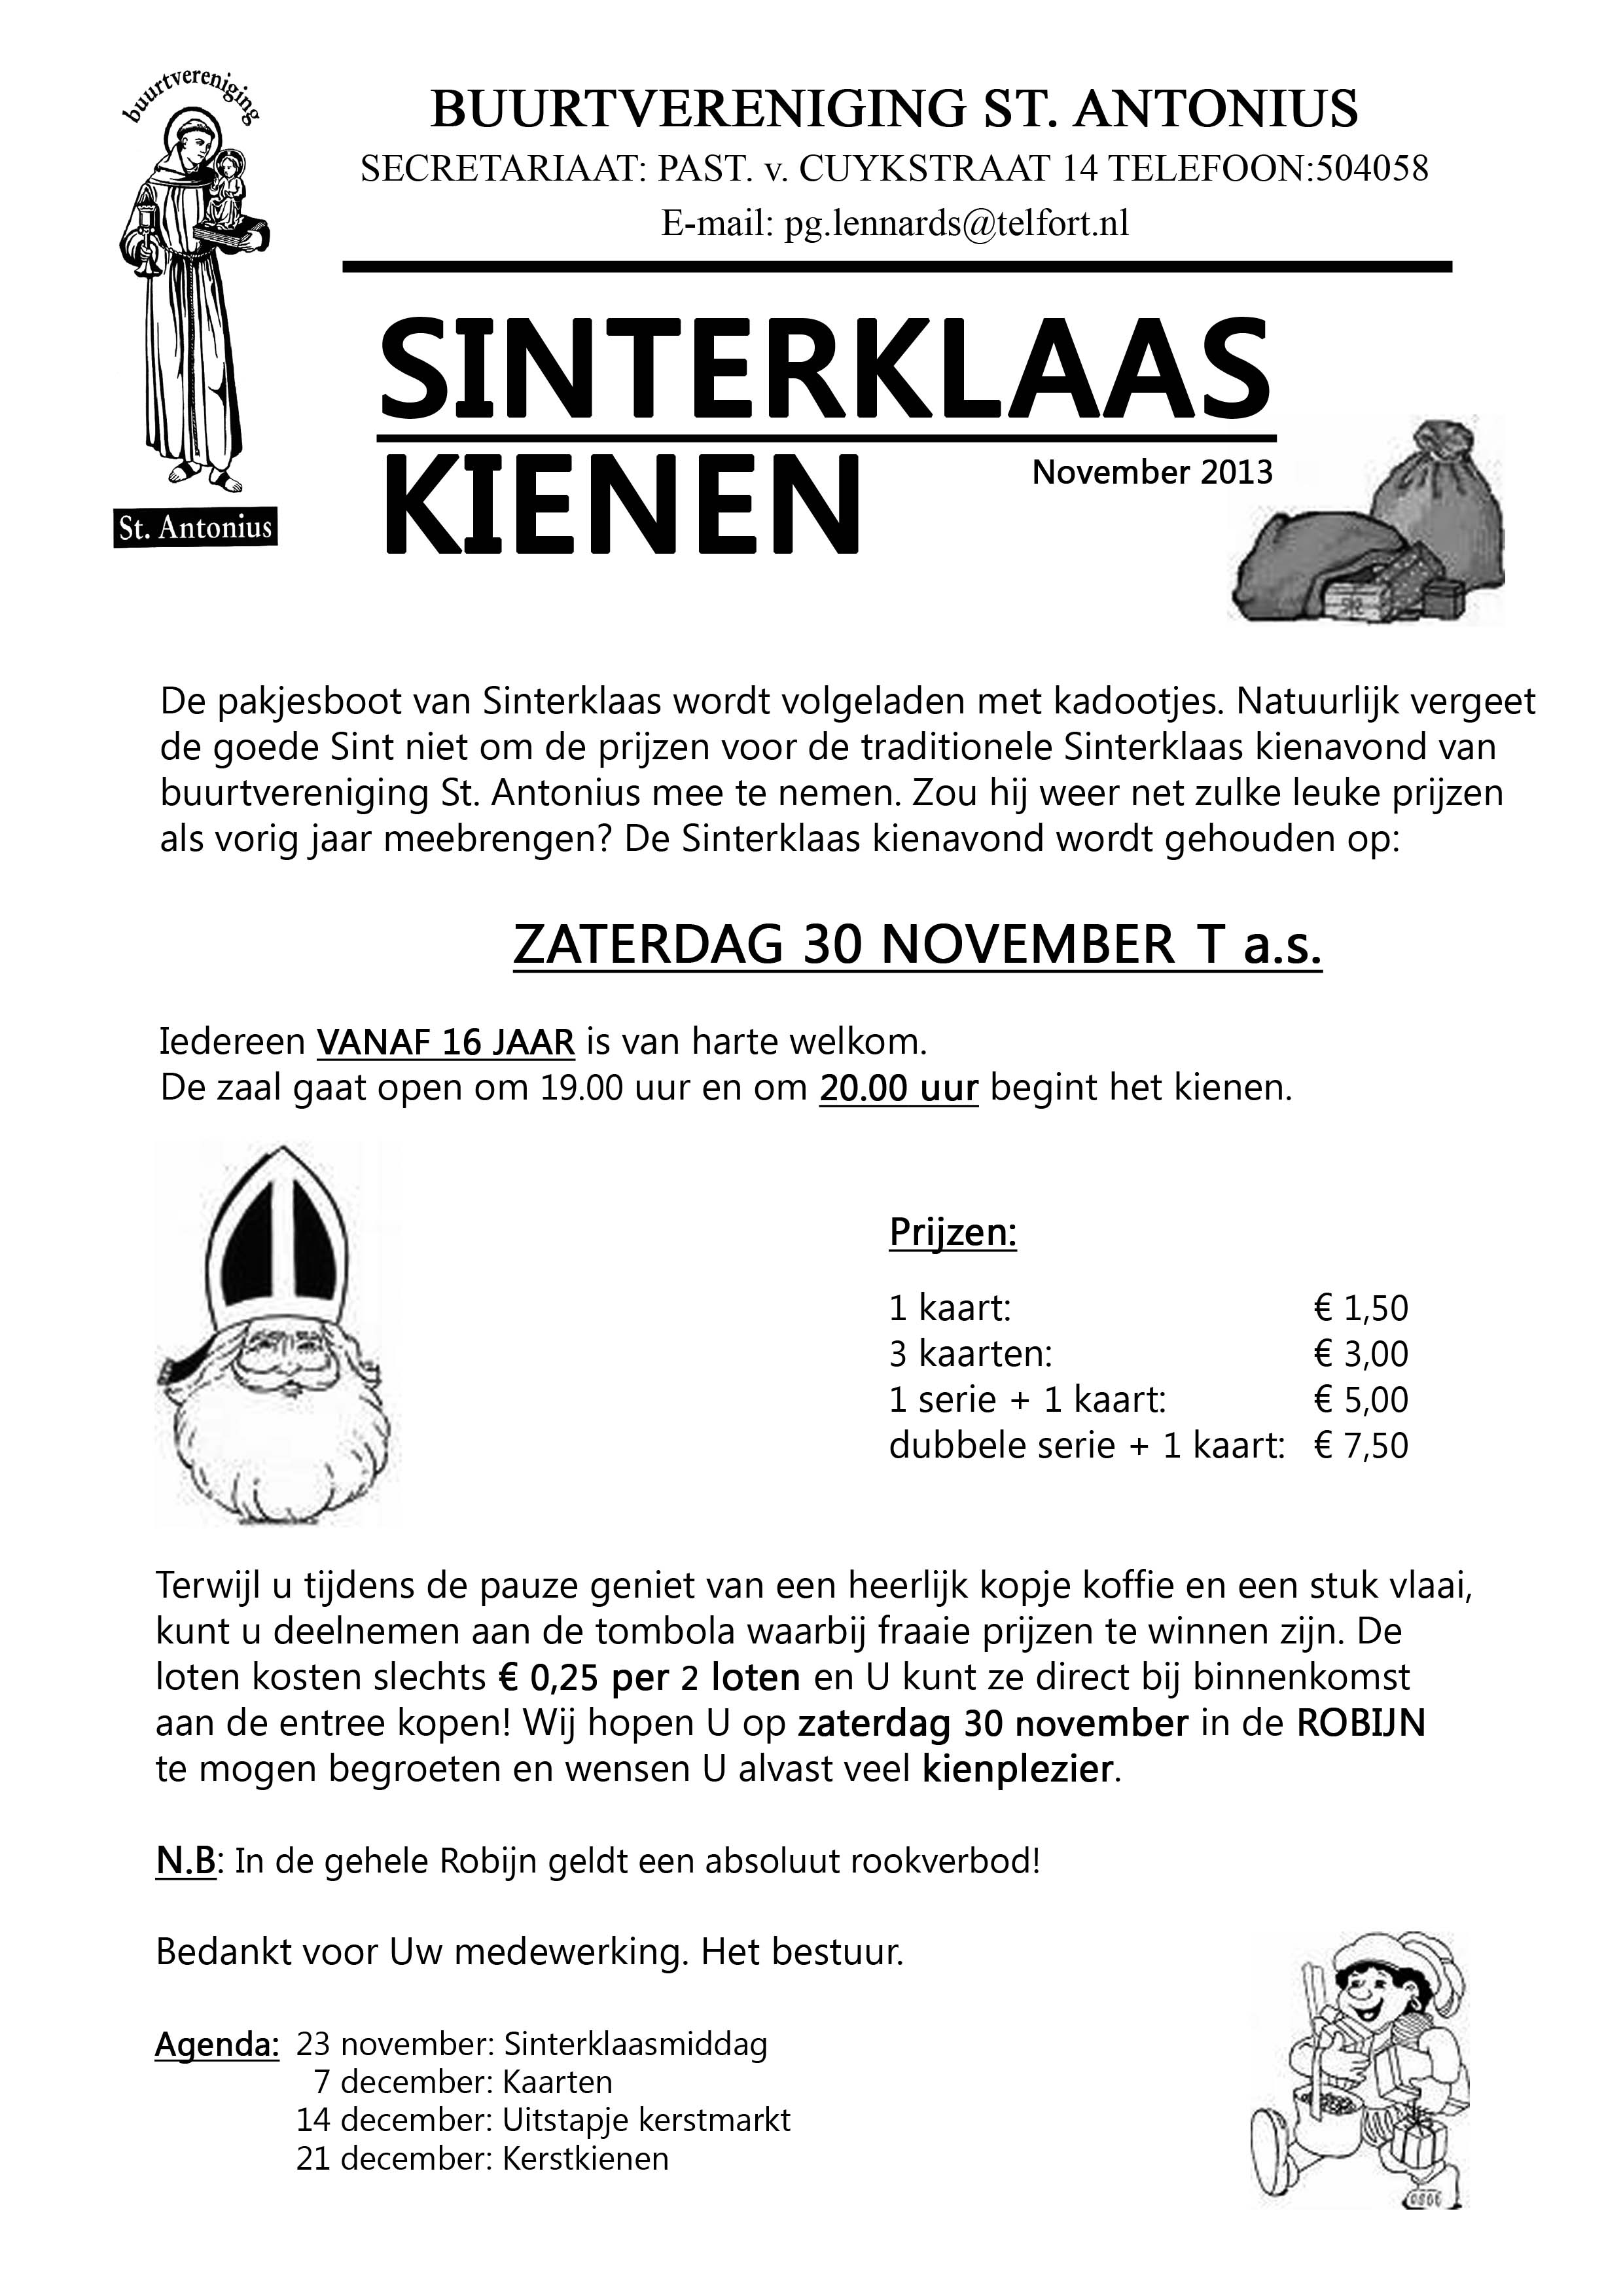 buurtvereniging
St. Antonius
BUURTVERENIGING ST. ANTONIUS
SECRETARIAAT: PAST. v. CUYKSTRAAT 14 TELEFOON:504058
E-mail: pg.lennards@telfort.nl
SINTERKLAAS
KIENEN
November 2013
De pakjesboot van Sinterklaas wordt volgeladen met kadootjes. Natuurlijk vergeet
de goede Sint niet om de prijzen voor de traditionele Sinterklaas kienavond van
buurtvereniging St. Antonius mee te nemen. Zou hij weer net zulke leuke prijzen
als vorig jaar meebrengen? De Sinterklaas kienavond wordt gehouden op:
ZATERDAG 30 NOVEMBER T a.s.
Iedereen VANAF 16 JAAR is van harte welkom.
De zaal gaat open om 19.00 uur en om 20.00 uur begint het kienen.
Prijzen:
1 kaart: € 1,50
3 kaarten: € 3,00
1 serie + 1 kaart: € 5,00
dubbele serie + 1 kaart: € 7,50
Terwijl u tijdens de pauze geniet van een heerlijk kopje koffie en een stuk vlaai,
kunt u deelnemen aan de tombola waarbij fraaie prijzen te winnen zijn. De
loten kosten slechts € 0,25 per 2 loten en U kunt ze direct bij binnenkomst
aan de entree kopen! Wij hopen U op zaterdag 30 november in de ROBIJN
te mogen begroeten en wensen U alvast veel kienplezier.
N.B: In de gehele Robijn geldt een absoluut rookverbod!
Bedankt voor Uw medewerking. Het bestuur.
Agenda: 23 november: Sinterklaasmiddag
7 december: Kaarten
14 december: Uitstapje kerstmarkt
21 december: Kerstkienen